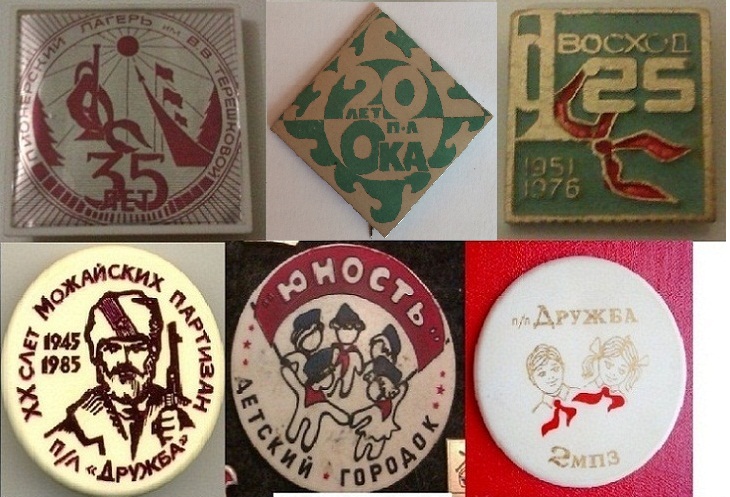 ПИОНЕРСКИЙ ЛАГЕРЬ ИМ. В.В. ТЕРЕШКОВОЙ
35
ЛЕТ
20
ЛЕТ
П•Л
ОКА
ВОСХОД
25
1951
1976
ХХ СЛЕТ МОЖАЙСКИХ ПАРТИЗАН
1945
1985
П/Л «ДРУЖБА»
"ЮНОСТЬ"
ДЕТСКИЙ • ГОРОДОК
п/л ДРУЖБА
2МПЗ